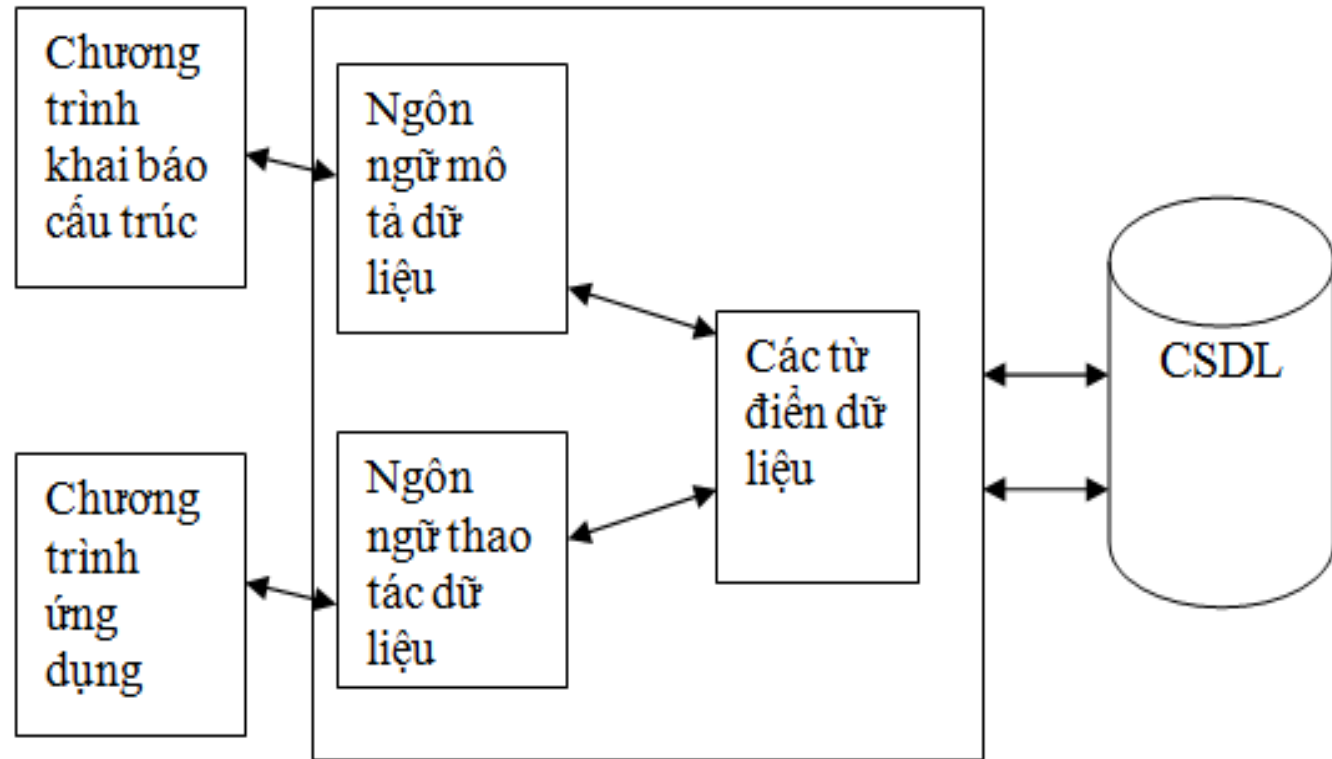 Chương
trình
khai báo
cấu trúc
Ngôn
ngữ mô
tả dữ
liệu
Các từ
điển dữ
liệu
CSDL
Chương
trình
ứng
dụng
Ngôn
ngữ thao
tác dữ
liệu